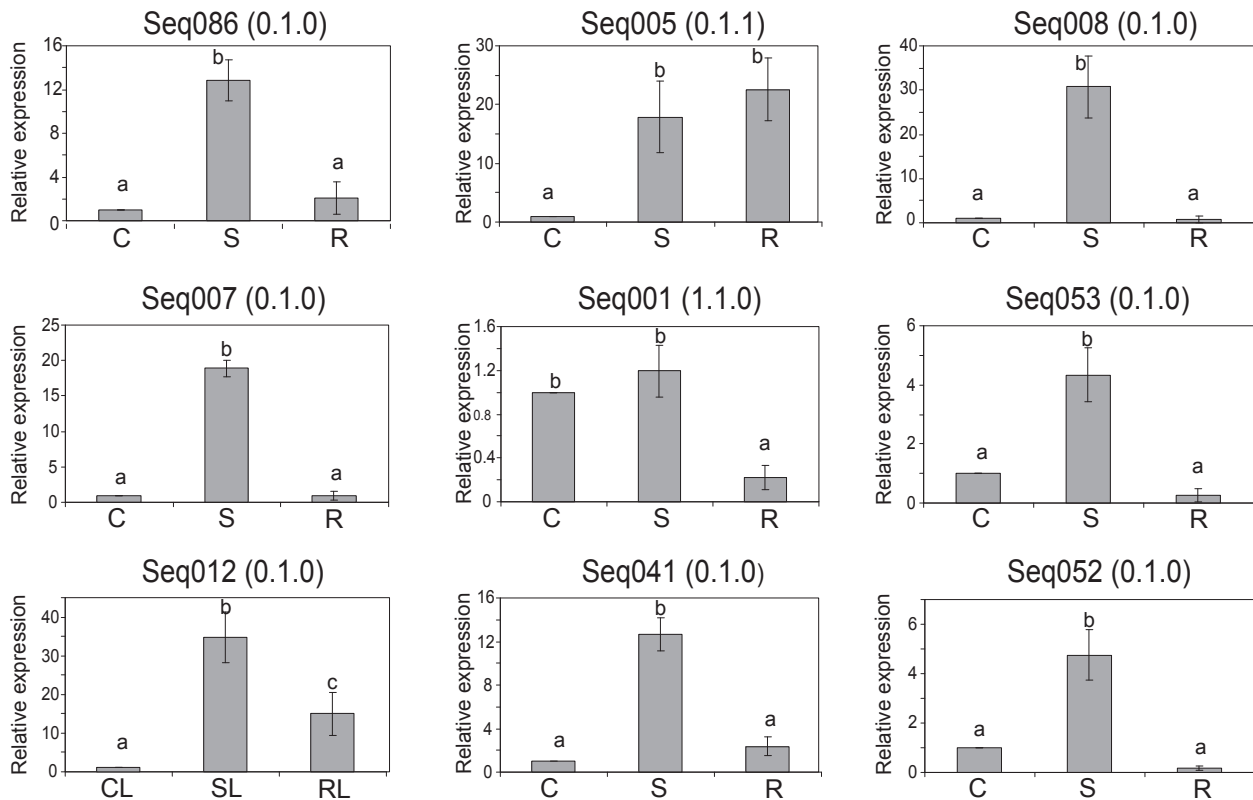 Seq086 (0.1.0)
Relative expression
16
12
8
4
2
0
a
b
a
C S R
Seq005 (0.1.1)
Relative expression
30
20
10
0
a
b
b
C S R
Seq008 (0.1.0)
Relative expression
40
30
20
10
0
a
b
a
C S R
Seq007 (0.1.0)
Relative expression
25
20
15
10
5
0
a
b
a
C S R
Seq001 (1.1.0)
Relative expression
1.6
1.2
0.8
0.4
0
b
b
a
C S R
Seq053 (0.1.0)
Relative expression
6
4
2
0
a
b
a
C S R
Seq012 (0.1.0)
Relative expression
40
30
20
10
0
a
b
c
CL SL RL
Seq041 (0.1.0)
Relative expression
16
12
8
4
2
0
a
b
a
C S R
Seq052 (0.1.0)
Relative expression
6
4
2
0
a
b
a
C S R